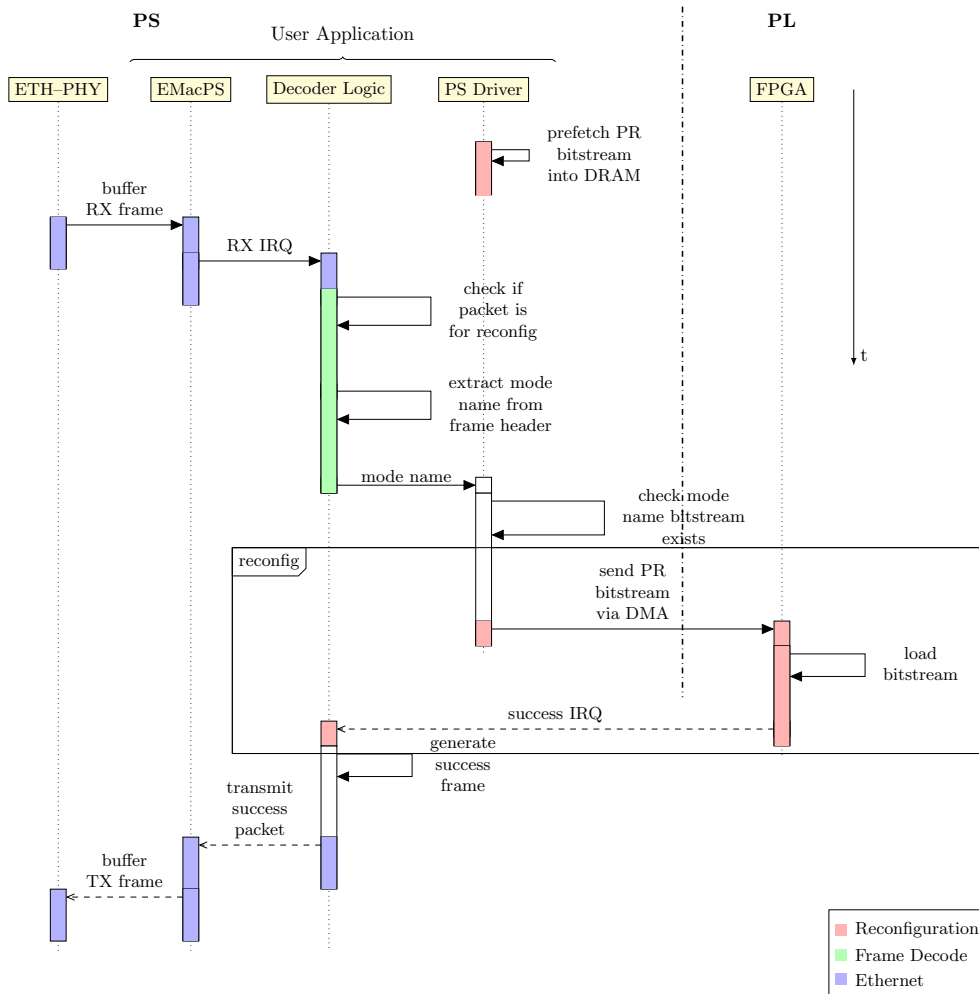 PS
PL
User Application
ETH–PHY
EMacPS
Decoder Logic
PS Driver
FPGA
prefetch PR
bitstream
into DRAM
buffer
RX frame
RX IRQ
check if
packet is
for reconfig
t
extract mode
name from
frame header
mode name
check mode
name bitstream
exists
reconfig
send PR
bitstream
via DMA
load
bitstream
success IRQ
generate
success
frame
transmit
success
packet
buffer
TX frame
Reconfiguration
Frame Decode
Ethernet